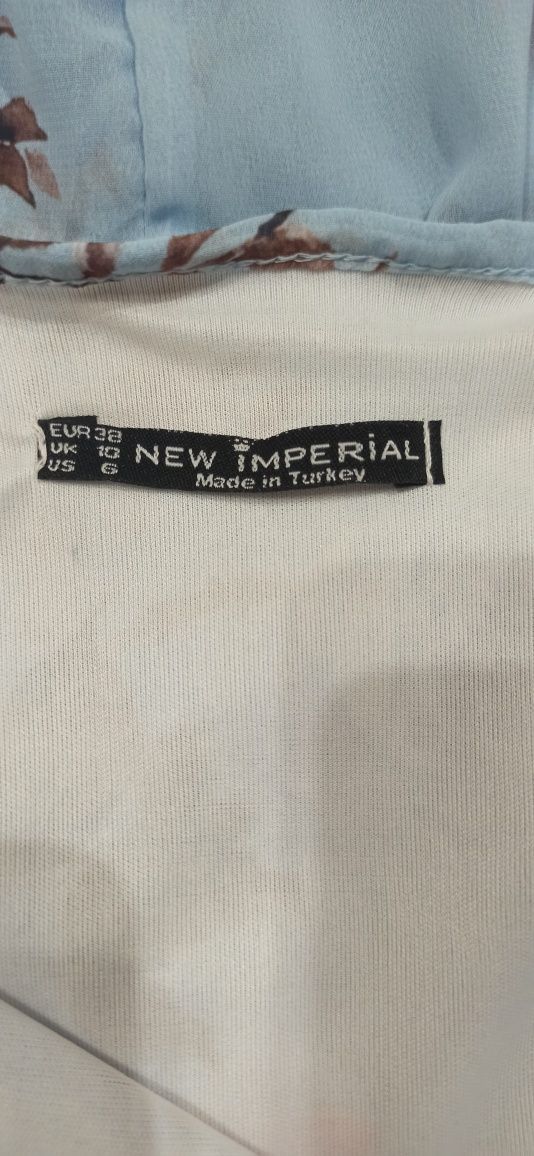 EUR 38
UK 10
US 6
NEW iMPERiAL
Made in Turkey